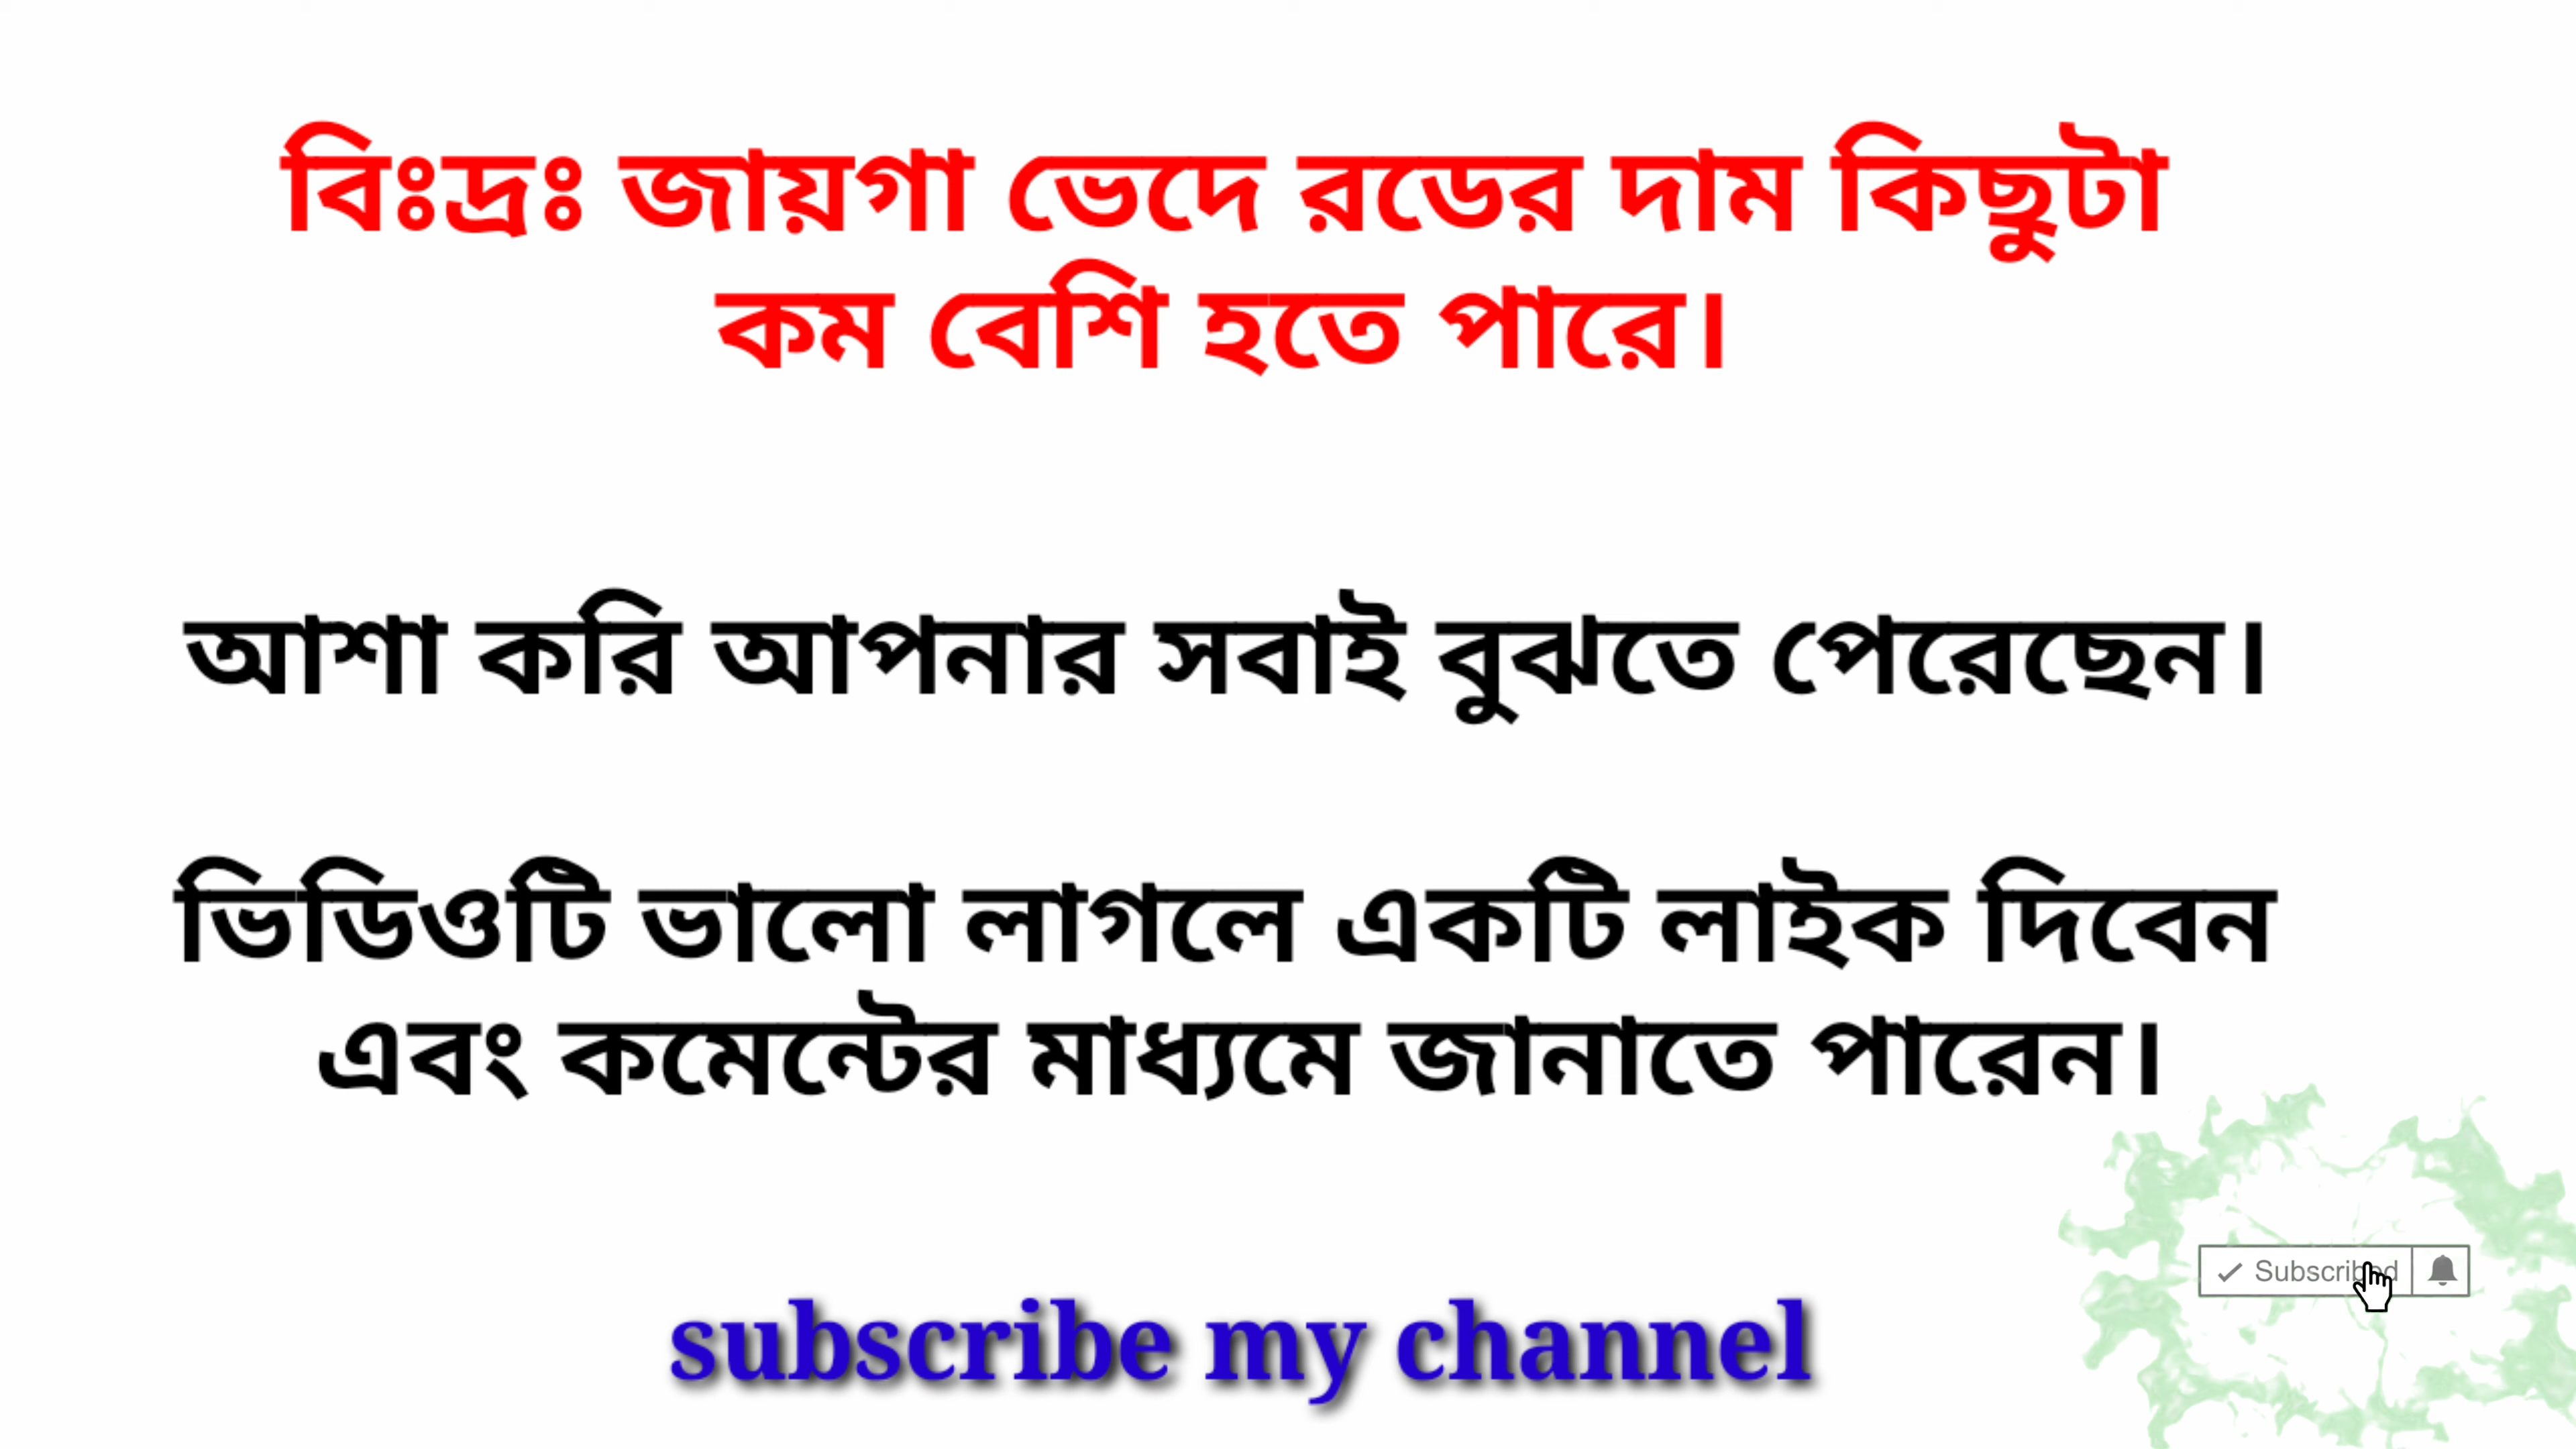 বিঃদ্রঃ জায়গা ভেদে রডের দাম কিছুটা
কম বেশি হতে পারে।
আশা করি আপনার সবাই বুঝতে পেরেছেন।
ভিডিওটি ভালো লাগলে একটি লাইক দিবেন
এবং কমেন্টের মাধ্যমে জানাতে পারেন।
Subscribed
subscribe my channel